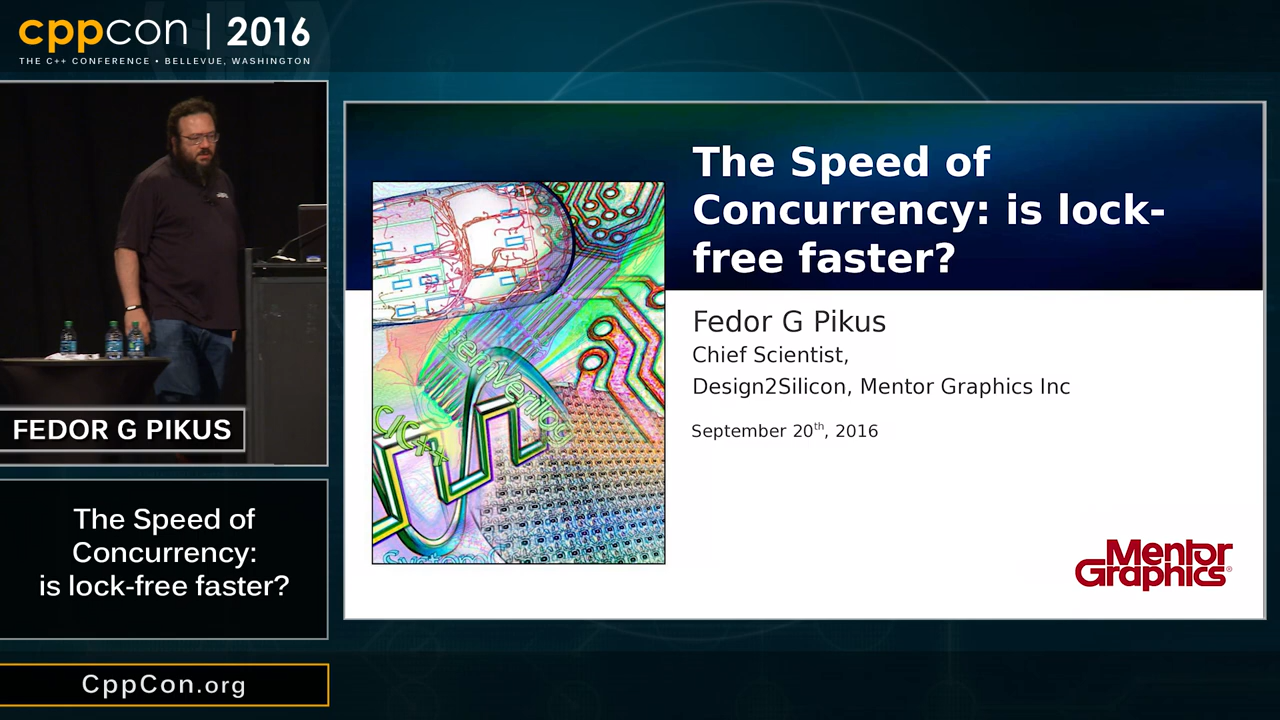 cppcon | 2016
THE C++ CONFERENCE • BELLEVUE, WASHINGTON
FEDOR G PIKUS
The Speed of
Concurrency:
is lock-free faster?
CppCon.org
The Speed of
Concurrency: is lock-
free faster?
Fedor G Pikus
Chief Scientist,
Design2Silicon, Mentor Graphics Inc
September 20th, 2016
C/C++
SystemVerilog
Mentor
Graphics®